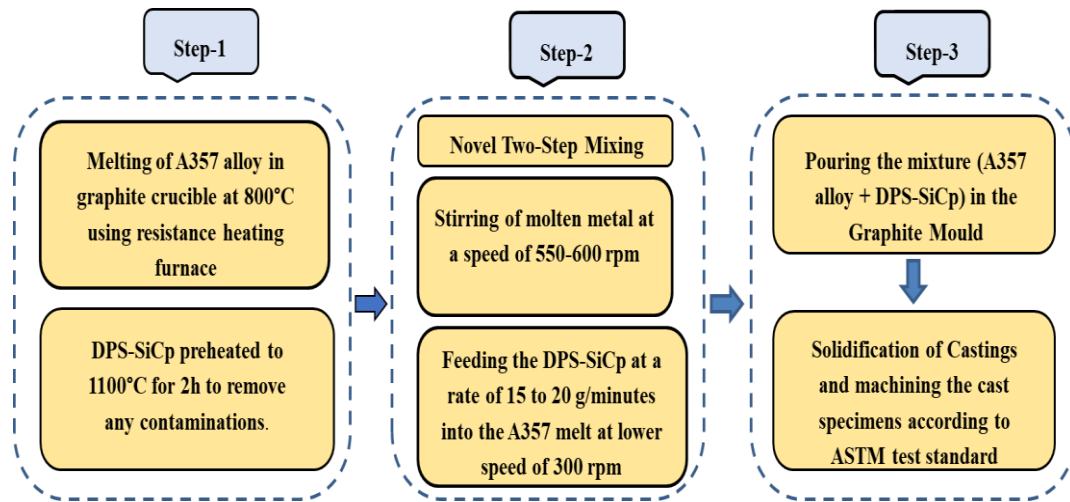 Step-1
Melting of A357 alloy in
graphite crucible at 800°C
using resistance heating
furnace
DPS-SiCp preheated to
1100°C for 2h to remove
any contaminations.
Step-2
Novel Two-Step Mixing
Stirring of molten metal at
a speed of 550-600 rpm
Feeding the DPS-SiCp at a
rate of 15 to 20 g/minutes
into the A357 melt at lower
speed of 300 rpm
Step-3
Pouring the mixture (A357
alloy + DPS-SiCp) in the
Graphite Mould
Solidification of Castings
and machining the cast
specimens according to
ASTM test standard